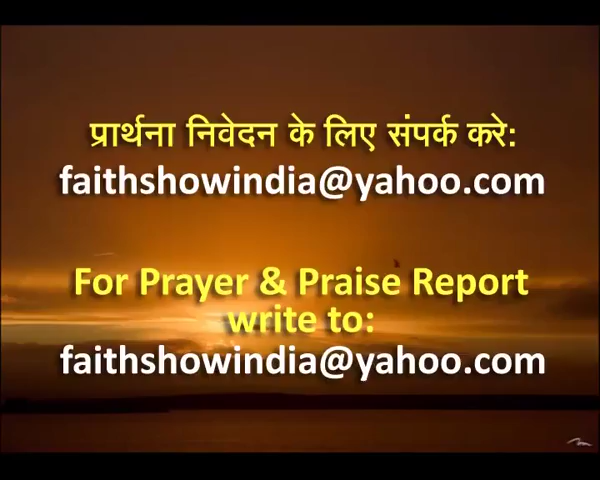 प्रार्थना निवेदन के लिए संपर्क करे:
faithshowindia@yahoo.com
For Prayer & Praise Report
write to:
faithshowindia@yahoo.com